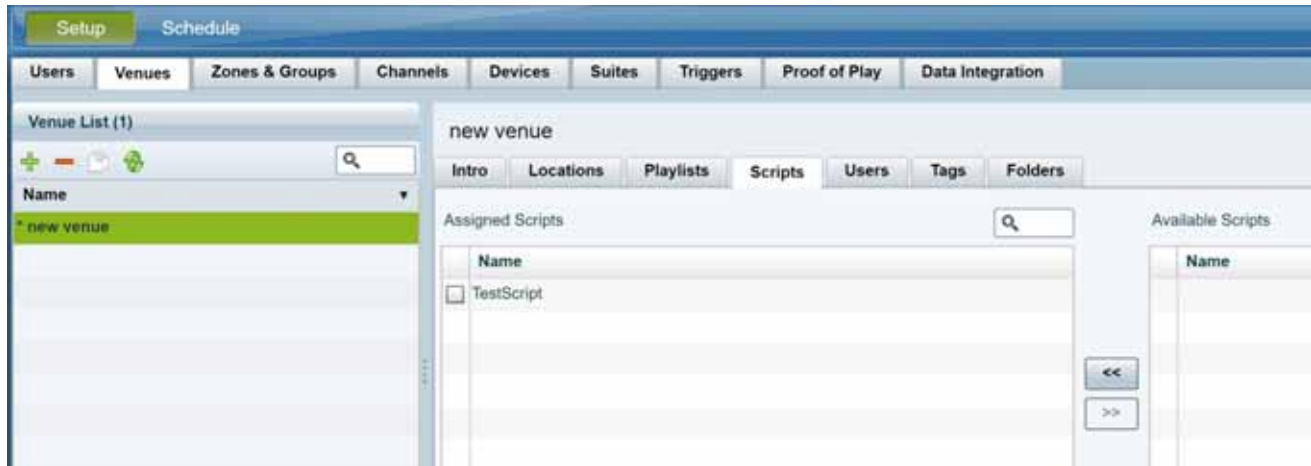 Setup Schedule
Users Venues Zones & Groups Channels Devices Suites Triggers Proof of Play Data Integration
Venue List (1)
new venue
Intro Locations Playlists Scripts Users Tags Folders
Name
* new venue
Assigned Scripts Available Scripts
Name Name
TestScript
<<
>>